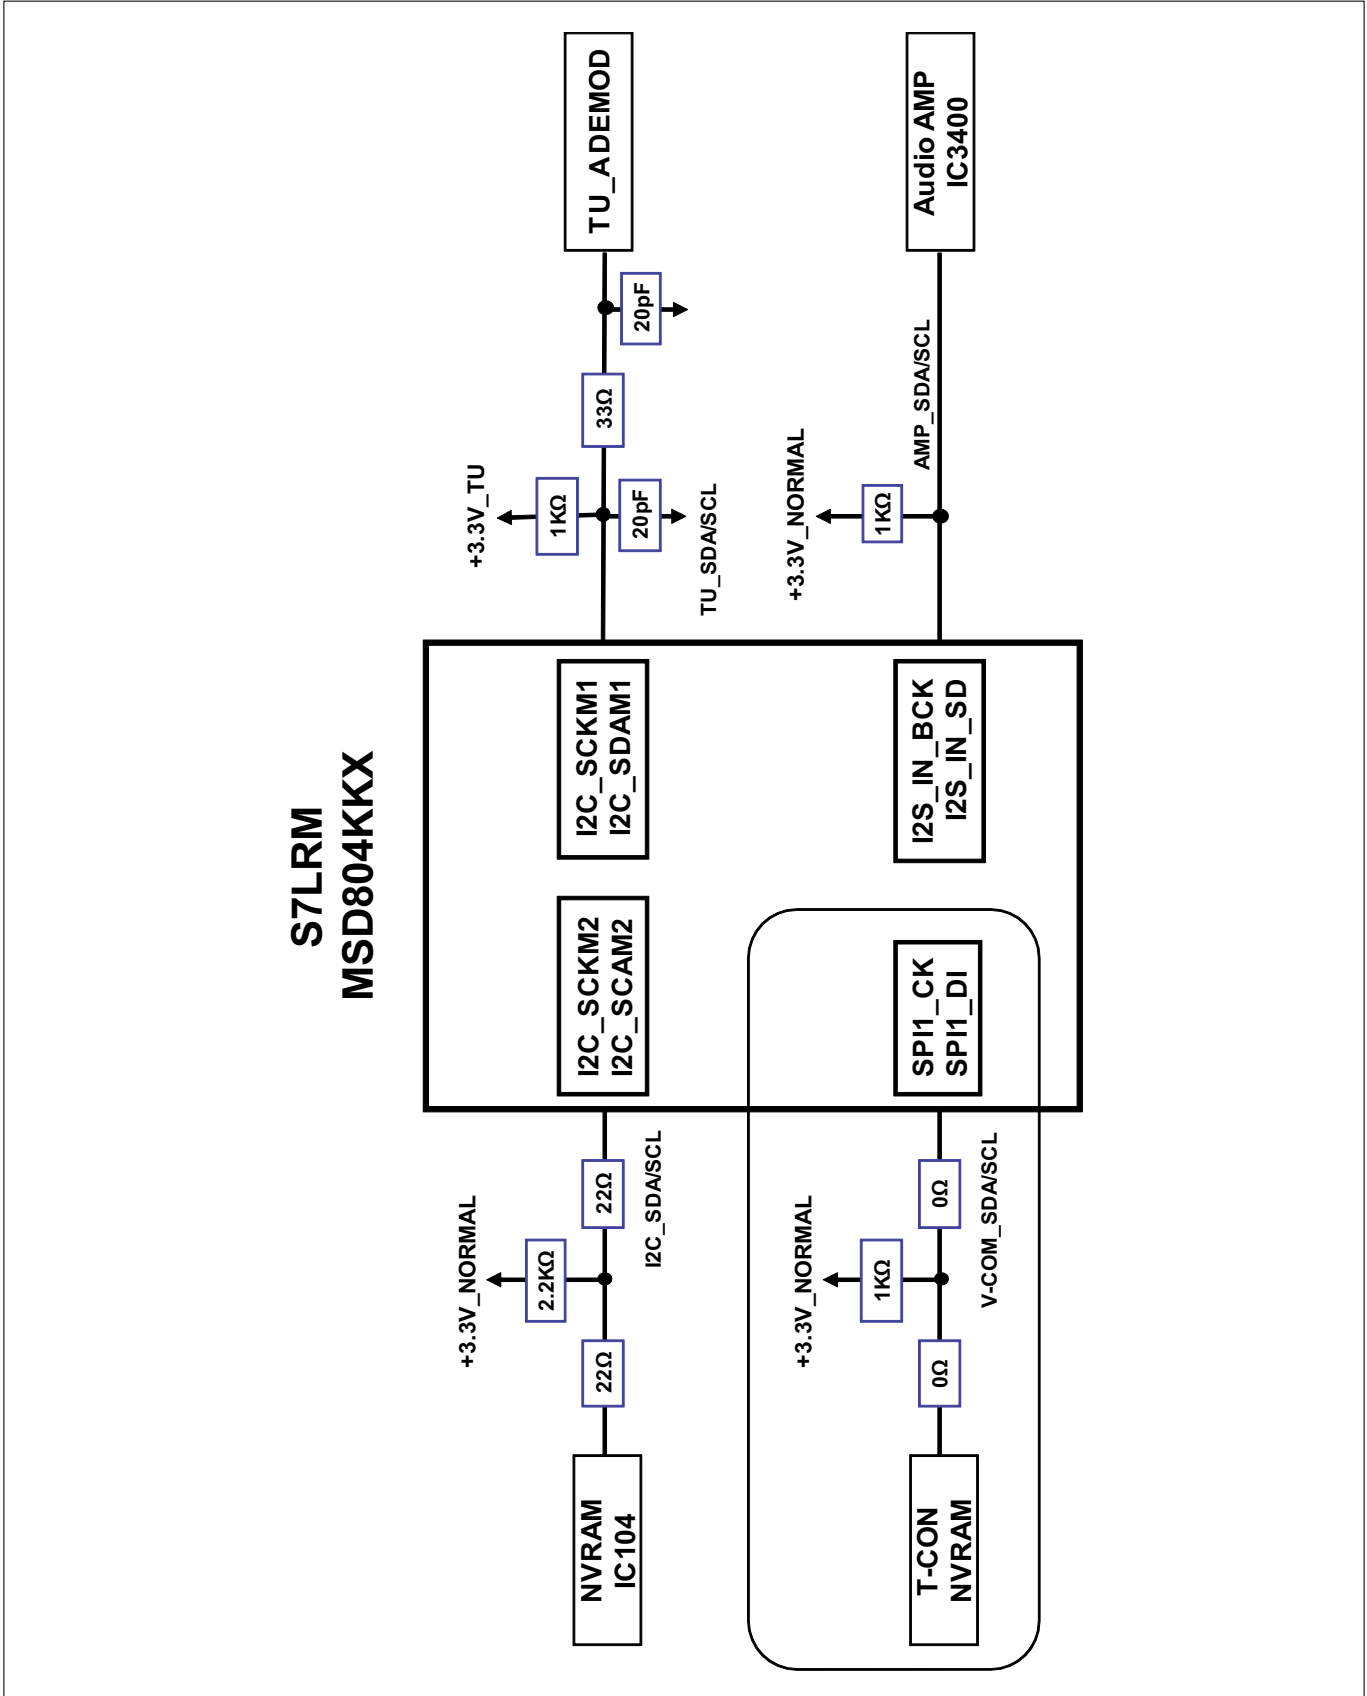 S7LRM
MSD804KKX
NVRAM
IC104
22Ω
+3.3V_NORMAL
2.2KΩ
22Ω
I2C_SDA/SCL
I2C_SCKM2
I2C_SCAM2
I2C_SCKM1
I2C_SDAM1
+3.3V_TU
1KΩ
20pF
TU_SDA/SCL
33Ω
20pF
TU_ADEMOD
T-CON
NVRAM
0Ω
+3.3V_NORMAL
1KΩ
0Ω
V-COM_SDA/SCL
SPI1_CK
SPI1_DI
I2S_IN_BCK
I2S_IN_SD
+3.3V_NORMAL
1KΩ
AMP_SDA/SCL
Audio AMP
IC3400